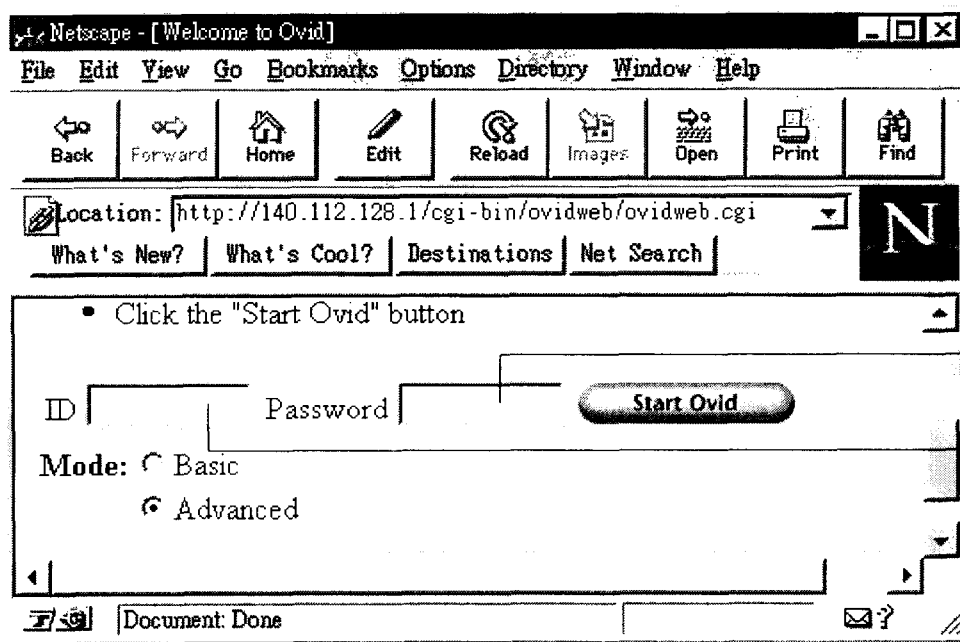 Netscape - [Welcome to Ovid]
File Edit View Go Bookmarks Options Directory Window Help
Back Forward Home Edit Reload Images Open Print Find
Location: http://140.112.128.1/cgi-bin/ovidweb/ovidweb.cgi
N
What's New? What's Cool? Destinations Net Search
• Click the "Start Ovid" button
ID Password Start Ovid
Mode: Basic
Advanced
Document: Done